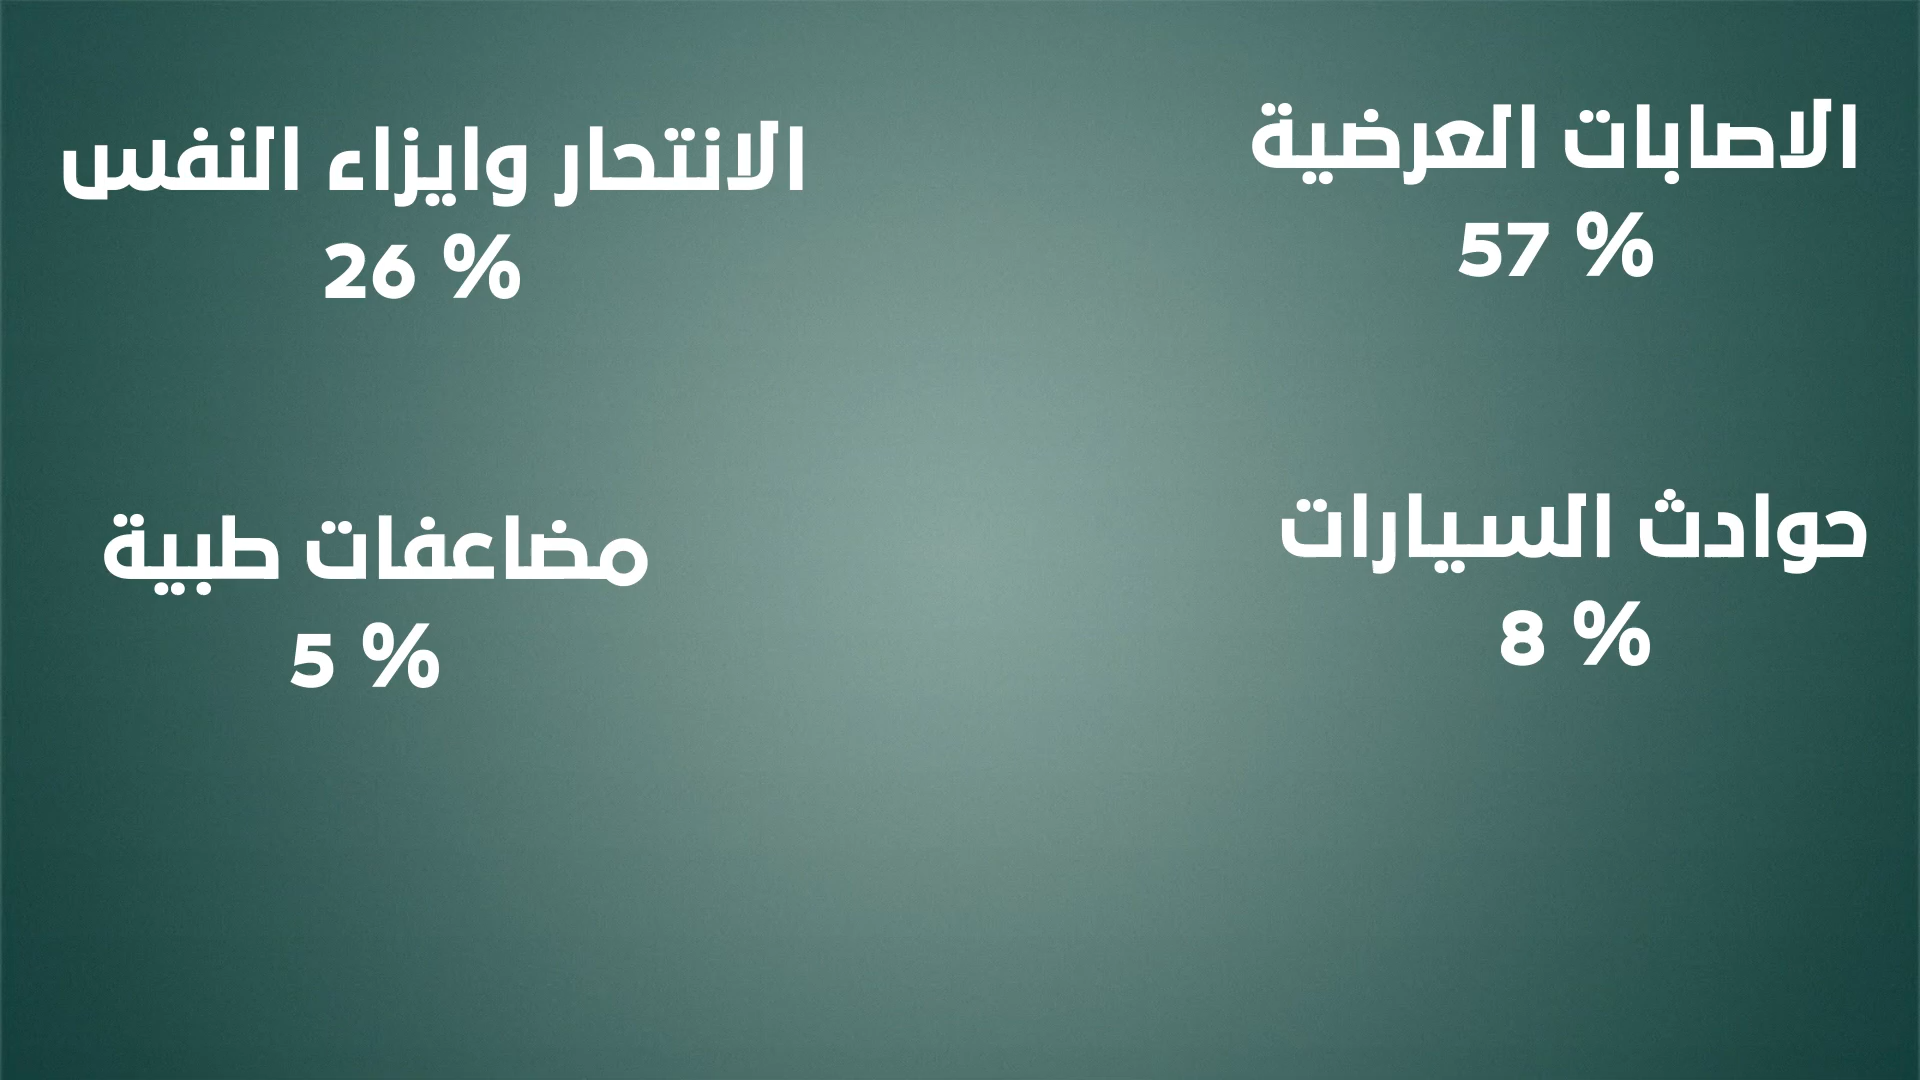 الاصابات العرضية
57 %
الانتحار وايزاء النفس
26 %
حوادث السيارات
8 %
مضاعفات طبية
5 %